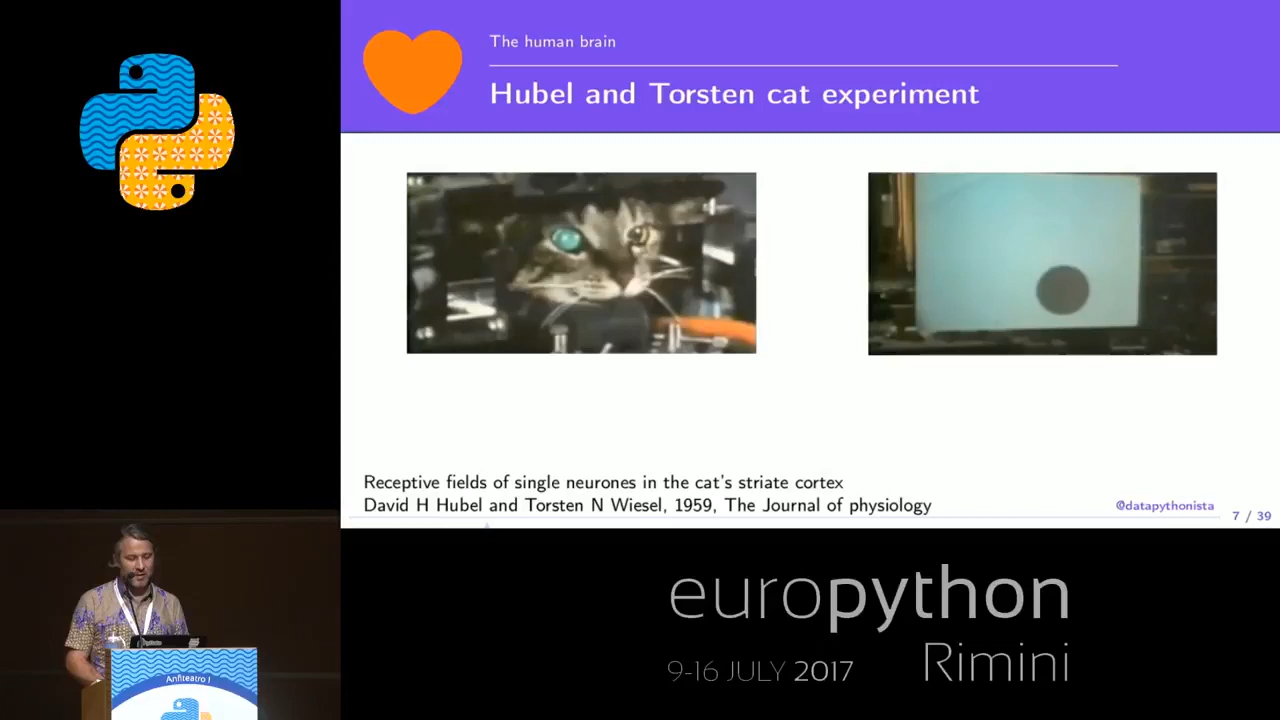 The human brain
Hubel and Torsten cat experiment
Receptive fields of single neurones in the cat's striate cortex
David H Hubel and Torsten N Wiesel, 1959, The Journal of physiology
@datapythonista
7 / 39
Anfiteatro 1
europython
9-16 JULY 2017
Rimini